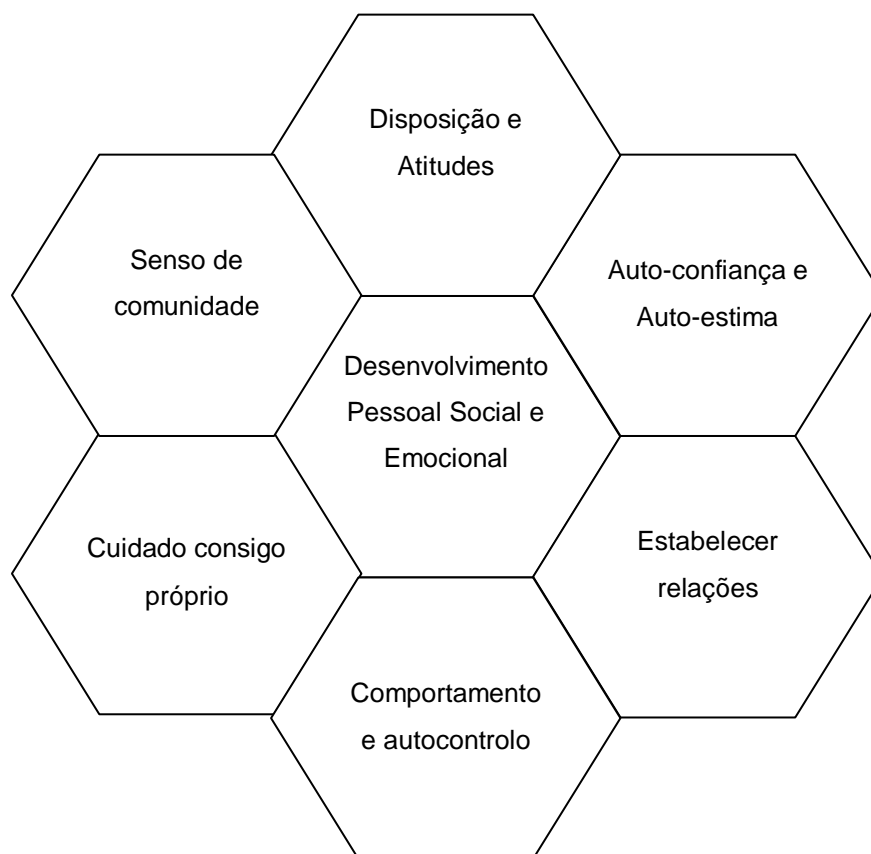 Disposição e
Atitudes
Senso de
comunidade
Auto-confiança e
Auto-estima
Desenvolvimento
Pessoal Social e
Emocional
Cuidado consigo
próprio
Estabelecer
relações
Comportamento
e autocontrolo